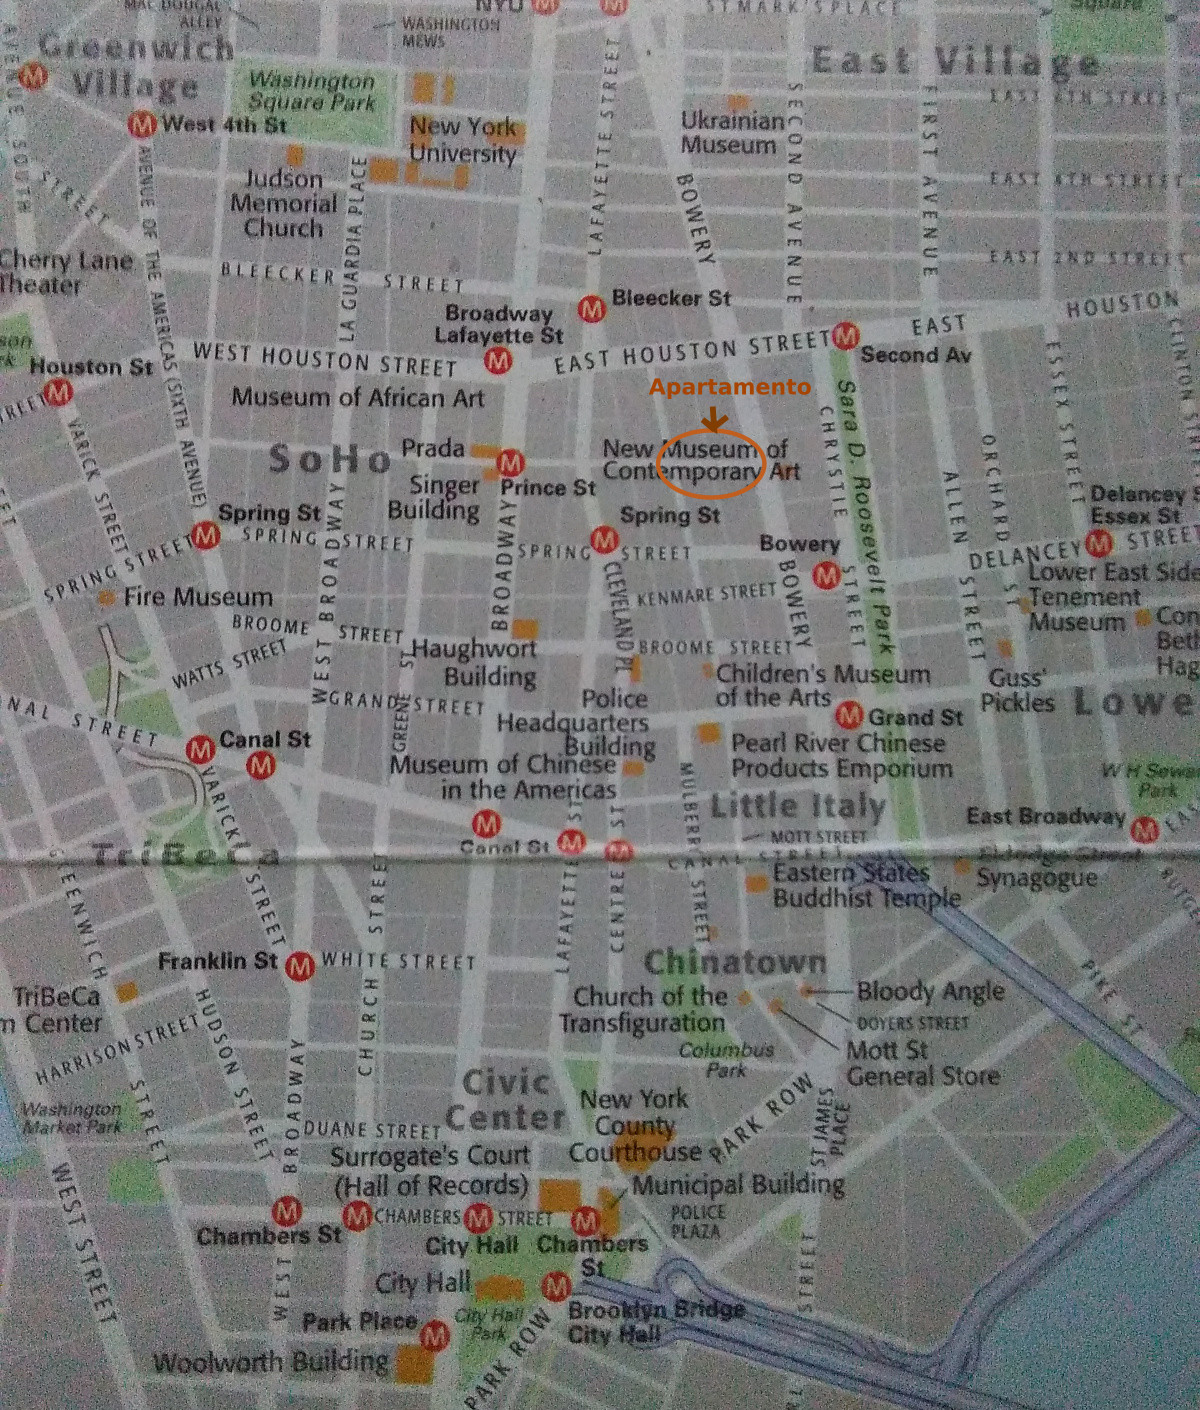 MAC DOUGAL
ALLEY
NYU
ST MARK'S PLACE
Square
WASHINGTON
MEWS
Greenwich
Village
East Village
Washington
Square Park
West 4th St
New York
University
Ukrainian
Museum
EAST 6TH STREET
AVENUE SOUTH
STREET
AVENUE OF THE AMERICAS (SIXTH AVENUE)
LA GUARDIA PLACE
LAFAYETTE STREET
BOWERY
SECOND AVENUE
FIRST AVENUE
EAST 4TH STREET
Judson
Memorial
Church
Cherry Lane
Theater
EAST 2ND STREET
BLEECKER STREET
Bleecker St
Broadway
Lafayette St
EAST HOUSTON
WEST HOUSTON STREET
EAST HOUSTON STREET
Second Av
Houston St
Apartamento
ESSEX STREET
CLINTON
Museum of African Art
VARICK STREET
SoHo
Prada
Prince St
Singer
Building
New Museum of
Contemporary Art
CHRYSTIE STREET
Sara D. Roosevelt Park
ALLEN STREET
ORCHARD ST
Delancey
Essex St
Spring St
SPRING STREET
SPRING STREET
Spring St
SPRING STREET
Bowery
DELANCEY STREET
WEST BROADWAY
BROADWAY
CLEVELAND PL
KENMARE STREET
BOWERY
Lower East Side
Tenement
Museum
Fire Museum
BROOME STREET
BROOME STREET
WATTS STREET
Haughwort
Building
Children's Museum
of the Arts
Guss'
Pickles
Con
Beth
Hag
GRAND STREET
GREENE ST
Police
Headquarters
Building
Grand St
Lowe
CANAL STREET
Canal St
Museum of Chinese
in the Americas
Pearl River Chinese
Products Emporium
W H Sewar
Park
MULBERRY STREET
Little Italy
MOTT STREET
East Broadway
VARICK STREET
TriBeCa
Canal St
CANAL STREET
Eldridge Street
Synagogue
Eastern States
Buddhist Temple
GREENWICH STREET
CHURCH STREET
LAFAYETTE ST
CENTRE ST
RUTGE
Franklin St
WHITE STREET
Chinatown
PIKE ST
TriBeCa
m Center
Church of the
Transfiguration
Bloody Angle
DOYERS STREET
HARRISON STREET
HUDSON STREET
Columbus
Park
Mott St
General Store
Civic
Center
New York
County
Courthouse
PARK ROW
ST JAMES
PLACE
Washington
Market Park
DUANE STREET
WEST BROADWAY
Surrogate's Court
(Hall of Records)
Municipal Building
WEST STREET
Chambers St
CHAMBERS STREET
POLICE
PLAZA
City Hall
Chambers
St
City Hall
STREET
Park Place
City Hall
Park
Brooklyn Bridge
City Hall
Woolworth Building
PARK ROW